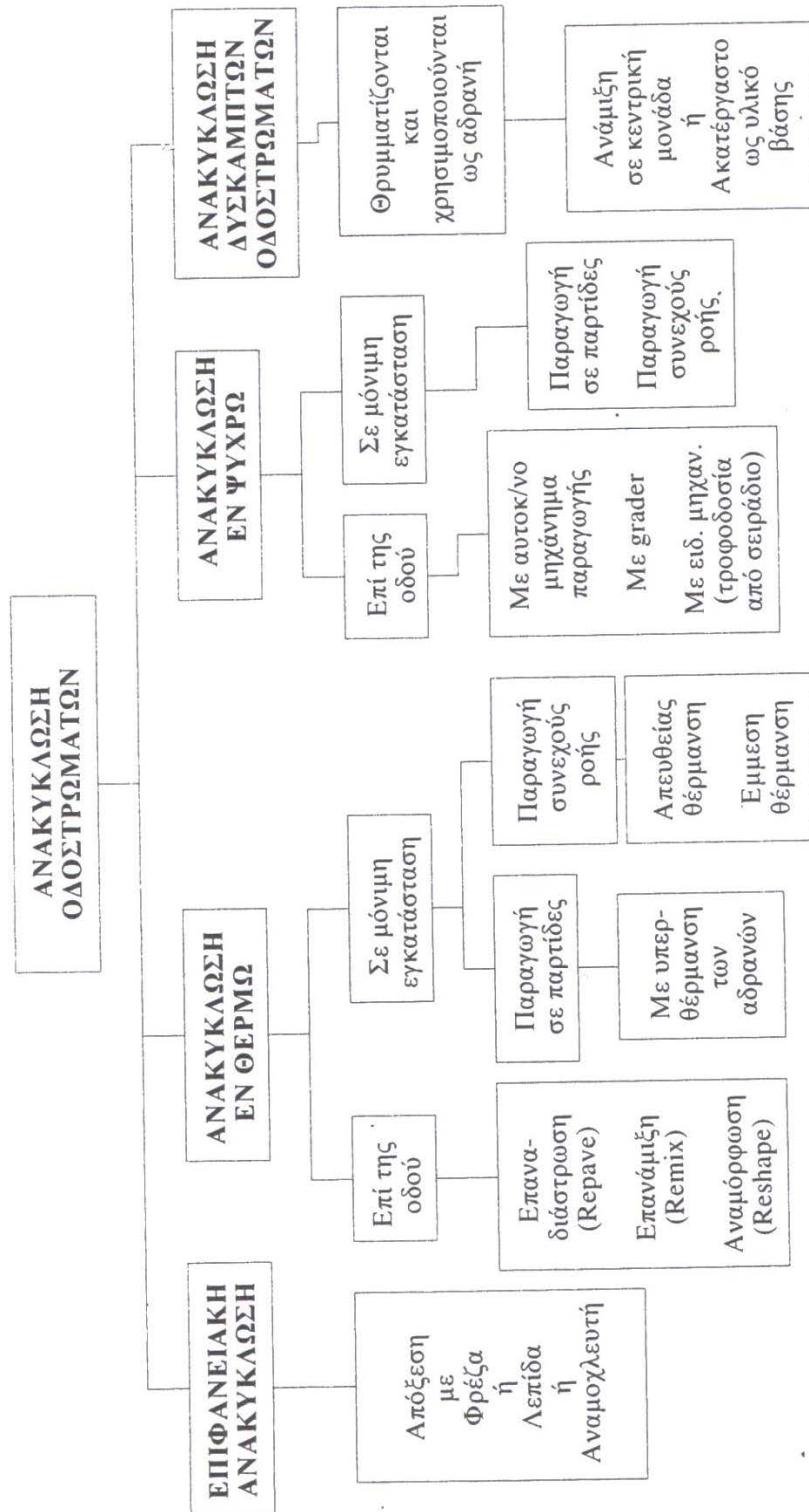 ΑΝΑΚΥΚΛΩΣΗ
ΟΔΟΣΤΡΩΜΑΤΩΝ
ΕΠΙΦΑΝΕΙΑΚΗ
ΑΝΑΚΥΚΛΩΣΗ
Απόξεση
με
Φρέζα
ή
Λεπίδα
ή
Αναμοχλευτή
ΑΝΑΚΥΚΛΩΣΗ
ΕΝ ΘΕΡΜΩ
Επί της
οδού
Επανα-
διάστρωση
(Repave)
Επανάμιξη
(Remix)
Αναμόρφωση
(Reshape)
Σε μόνιμη
εγκατάσταση
Παραγωγή
σε παρτίδες
Με υπερ-
θέρμανση
των
αδρανών
Παραγωγή
συνεχούς
ροής
Απευθείας
θέρμανση
Έμμεση
θέρμανση
ΑΝΑΚΥΚΛΩΣΗ
ΕΝ ΨΥΧΡΩ
Επί της
οδού
Με αυτοκ/νο
μηχάνημα
παραγωγής
Με grader
Με ειδ. μηχαν.
(τροφοδοσία
από σειράδιο)
Σε μόνιμη
εγκατάσταση
Παραγωγή
σε παρτίδες
Παραγωγή
συνεχούς
ροής
ΑΝΑΚΥΚΛΩΣΗ
ΔΥΣΚΑΜΠΤΩΝ
ΟΔΟΣΤΡΩΜΑΤΩΝ
Θρυμματίζονται
και
χρησιμοποιούνται
ως αδρανή
Ανάμιξη
σε κεντρική
μονάδα
ή
Ακατέργαστο
ως υλικό
βάσης